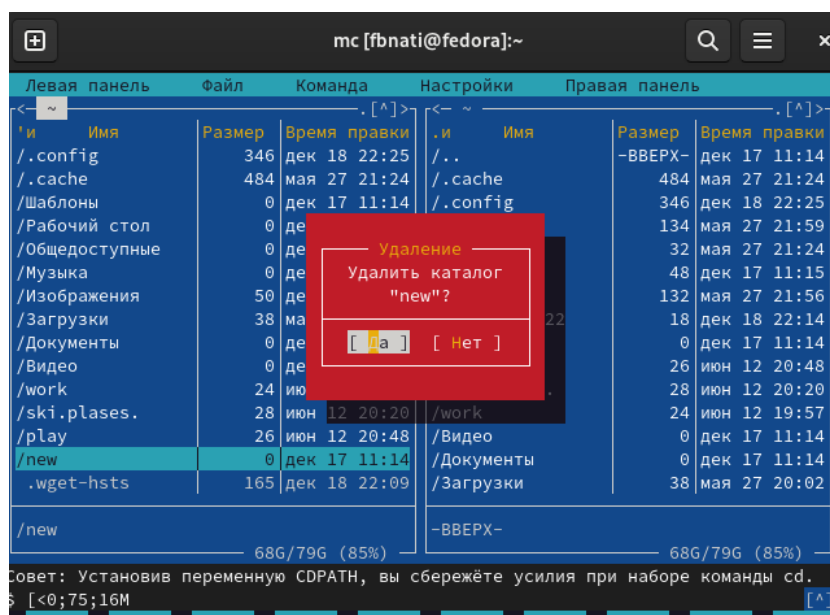 mc [fbnati@fedora]:~
Левая панель Файл Команда Настройки Правая панель
<— ~ .[^]> <— ~ .[^]>
'и Имя Размер Время правки .и Имя Размер Время правки
/.config 346 дек 18 22:25 /.. -ВВЕРХ- дек 17 11:14
/.cache 484 мая 27 21:24 /.cache 484 мая 27 21:24
/Шаблоны 0 дек 17 11:14 /.config 346 дек 18 22:25
/Рабочий стол 0 де 134 мая 27 21:59
/Общедоступные 0 де Удаление 32 мая 27 21:24
/Музыка 0 де Удалить каталог 48 дек 17 11:15
/Изображения 50 де "new"? 132 мая 27 21:56
/Загрузки 38 ма 22 18 дек 18 22:14
/Документы 0 де [ Да ] [ Нет ] 0 дек 17 11:14
/Видео 0 де 26 июн 12 20:48
/work 24 ию . 28 июн 12 20:20
/ski.plases. 28 июн 12 20:20 /work 24 июн 12 19:57
/play 26 июн 12 20:48 /Видео 0 дек 17 11:14
/new 0 дек 17 11:14 /Документы 0 дек 17 11:14
.wget-hsts 165 дек 18 22:09 /Загрузки 38 мая 27 20:02
/new -ВВЕРХ-
68G/79G (85%) 68G/79G (85%)
Совет: Установив переменную CDPATH, вы сбережёте усилия при наборе команды cd.
$ [<0;75;16M [^